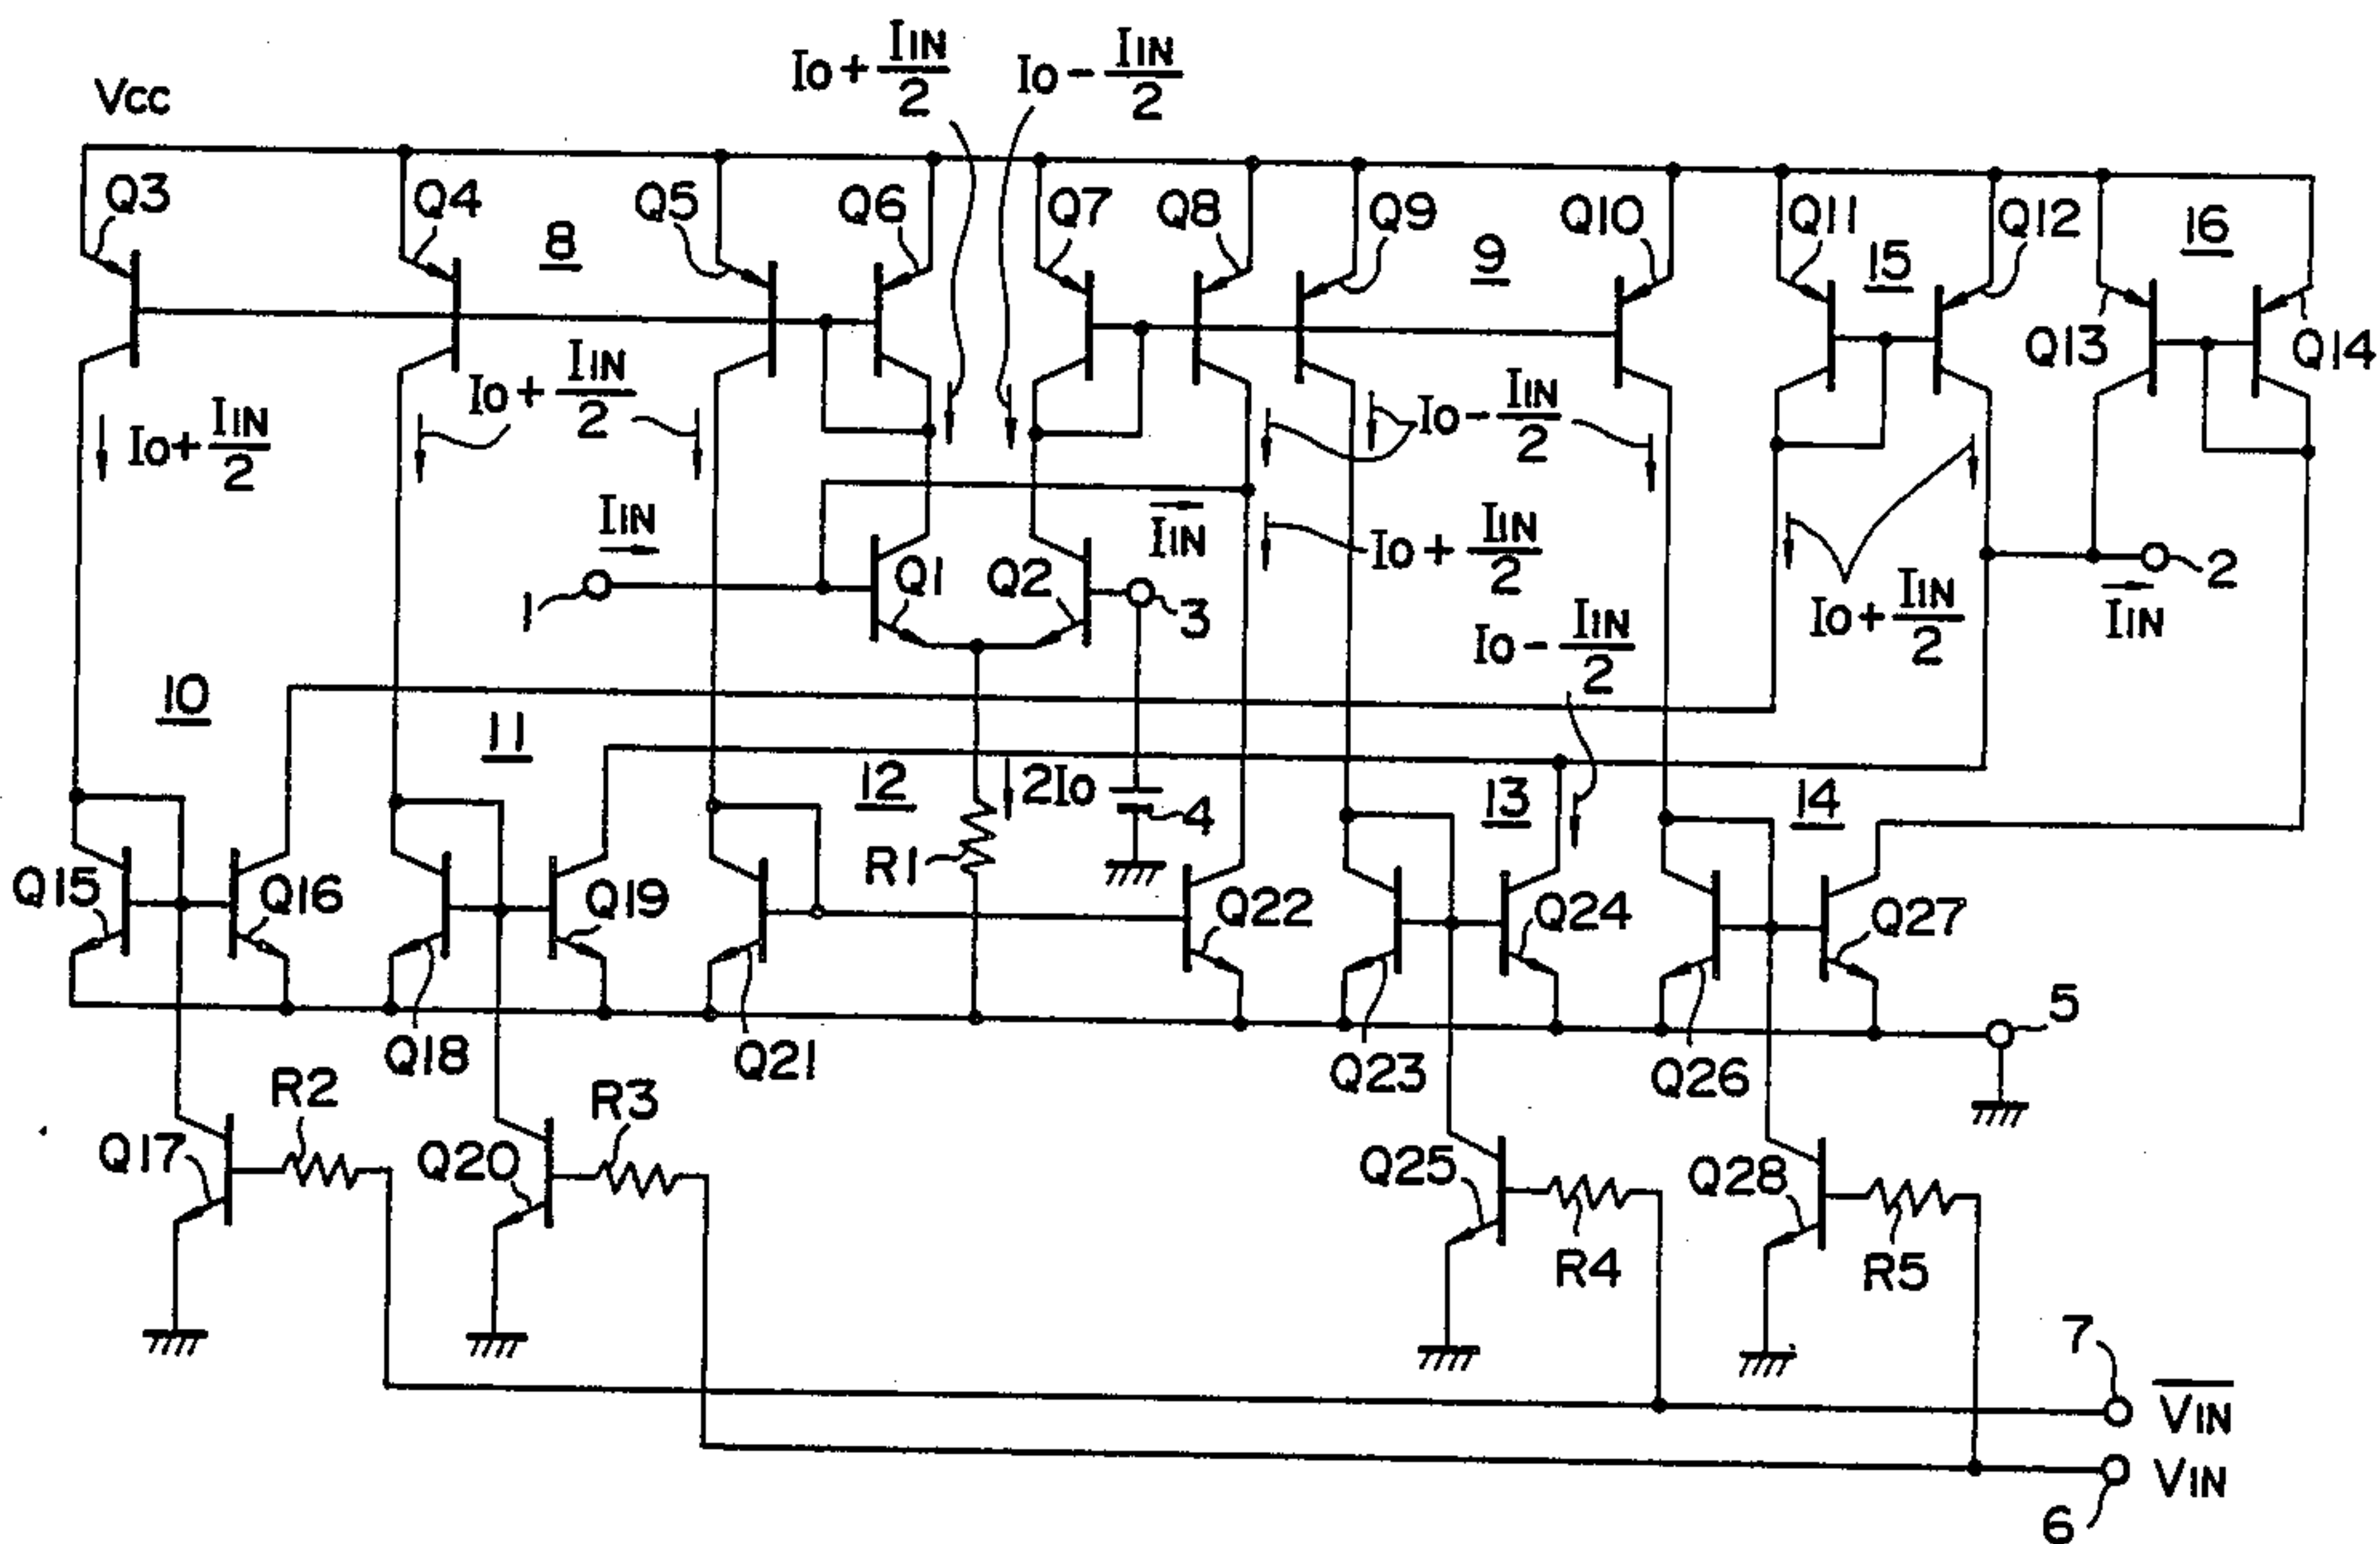 Io + IIN/2
Io - IIN/2
Vcc
Q3
Q4
8
Q5
Q6
Q7
Q8
Q9
9
Q10
Q11
15
Q12
16
Q13
Q14
Io + IIN/2
Io + IIN/2
Io - IIN/2
IIN
IIN
Io + IIN/2
1
Q1
Q2
3
Io - IIN/2
Io + IIN/2
2
IIN
10
11
12
2Io
4
13
14
R1
Q15
Q16
Q19
Q22
Q24
Q27
Q18
Q21
Q23
Q26
5
R2
R3
Q17
Q20
Q25
Q28
R4
R5
7
V̅I̅N̅
VIN
6